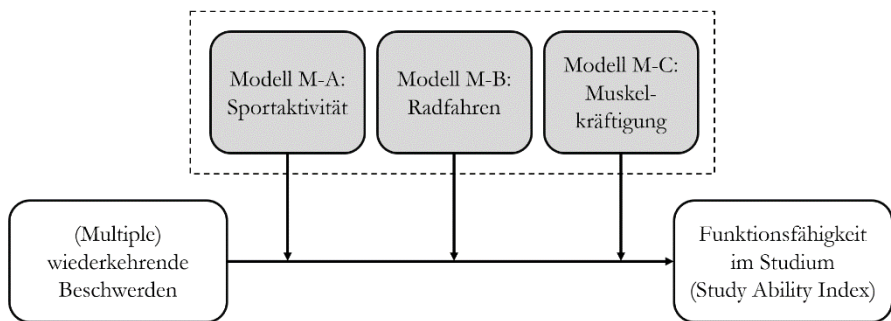 Modell M-A:
Sportaktivität
Modell M-B:
Radfahren
Modell M-C:
Muskel-
kräftigung
(Multiple)
wiederkehrende
Beschwerden
Funktionsfähigkeit
im Studium
(Study Ability Index)